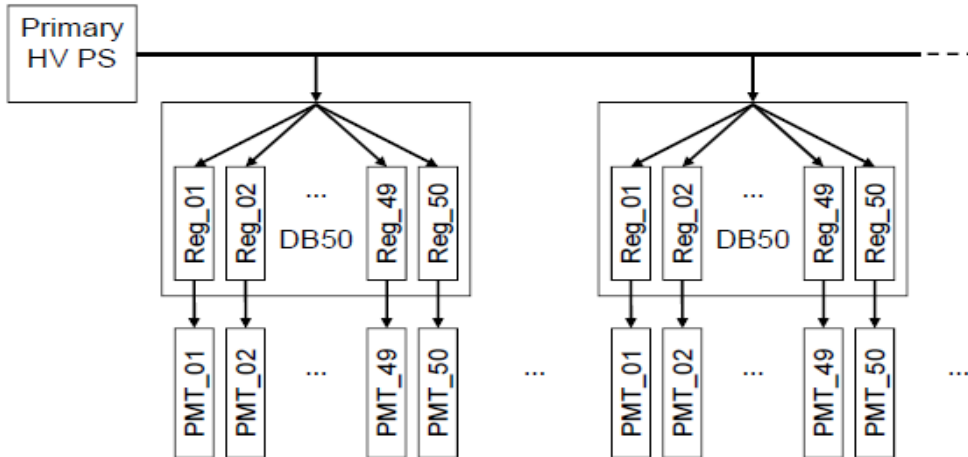 Primary
HV PS
Reg_01
Reg_02
...
Reg_49
Reg_50
DB50
Reg_01
Reg_02
...
Reg_49
Reg_50
DB50
PMT_01
PMT_02
...
PMT_49
PMT_50
...
PMT_01
PMT_02
...
PMT_49
PMT_50
...